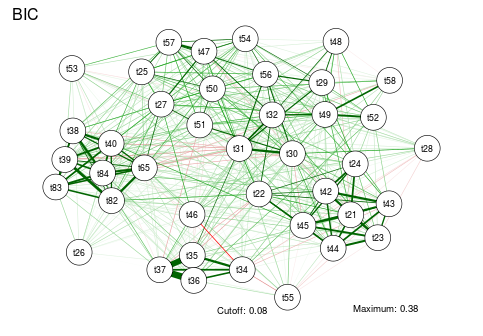 BIC
t57
t47
t54
t48
t53
t25
t56
t29
t58
t50
t27
t32
t49
t52
t51
t38
t40
t31
t30
t28
t39
t24
t84
t65
t83
t82
t22
t42
t43
t46
t21
t45
t23
t44
t26
t35
t37
t34
t36
t55
Cutoff: 0.08
Maximum: 0.38